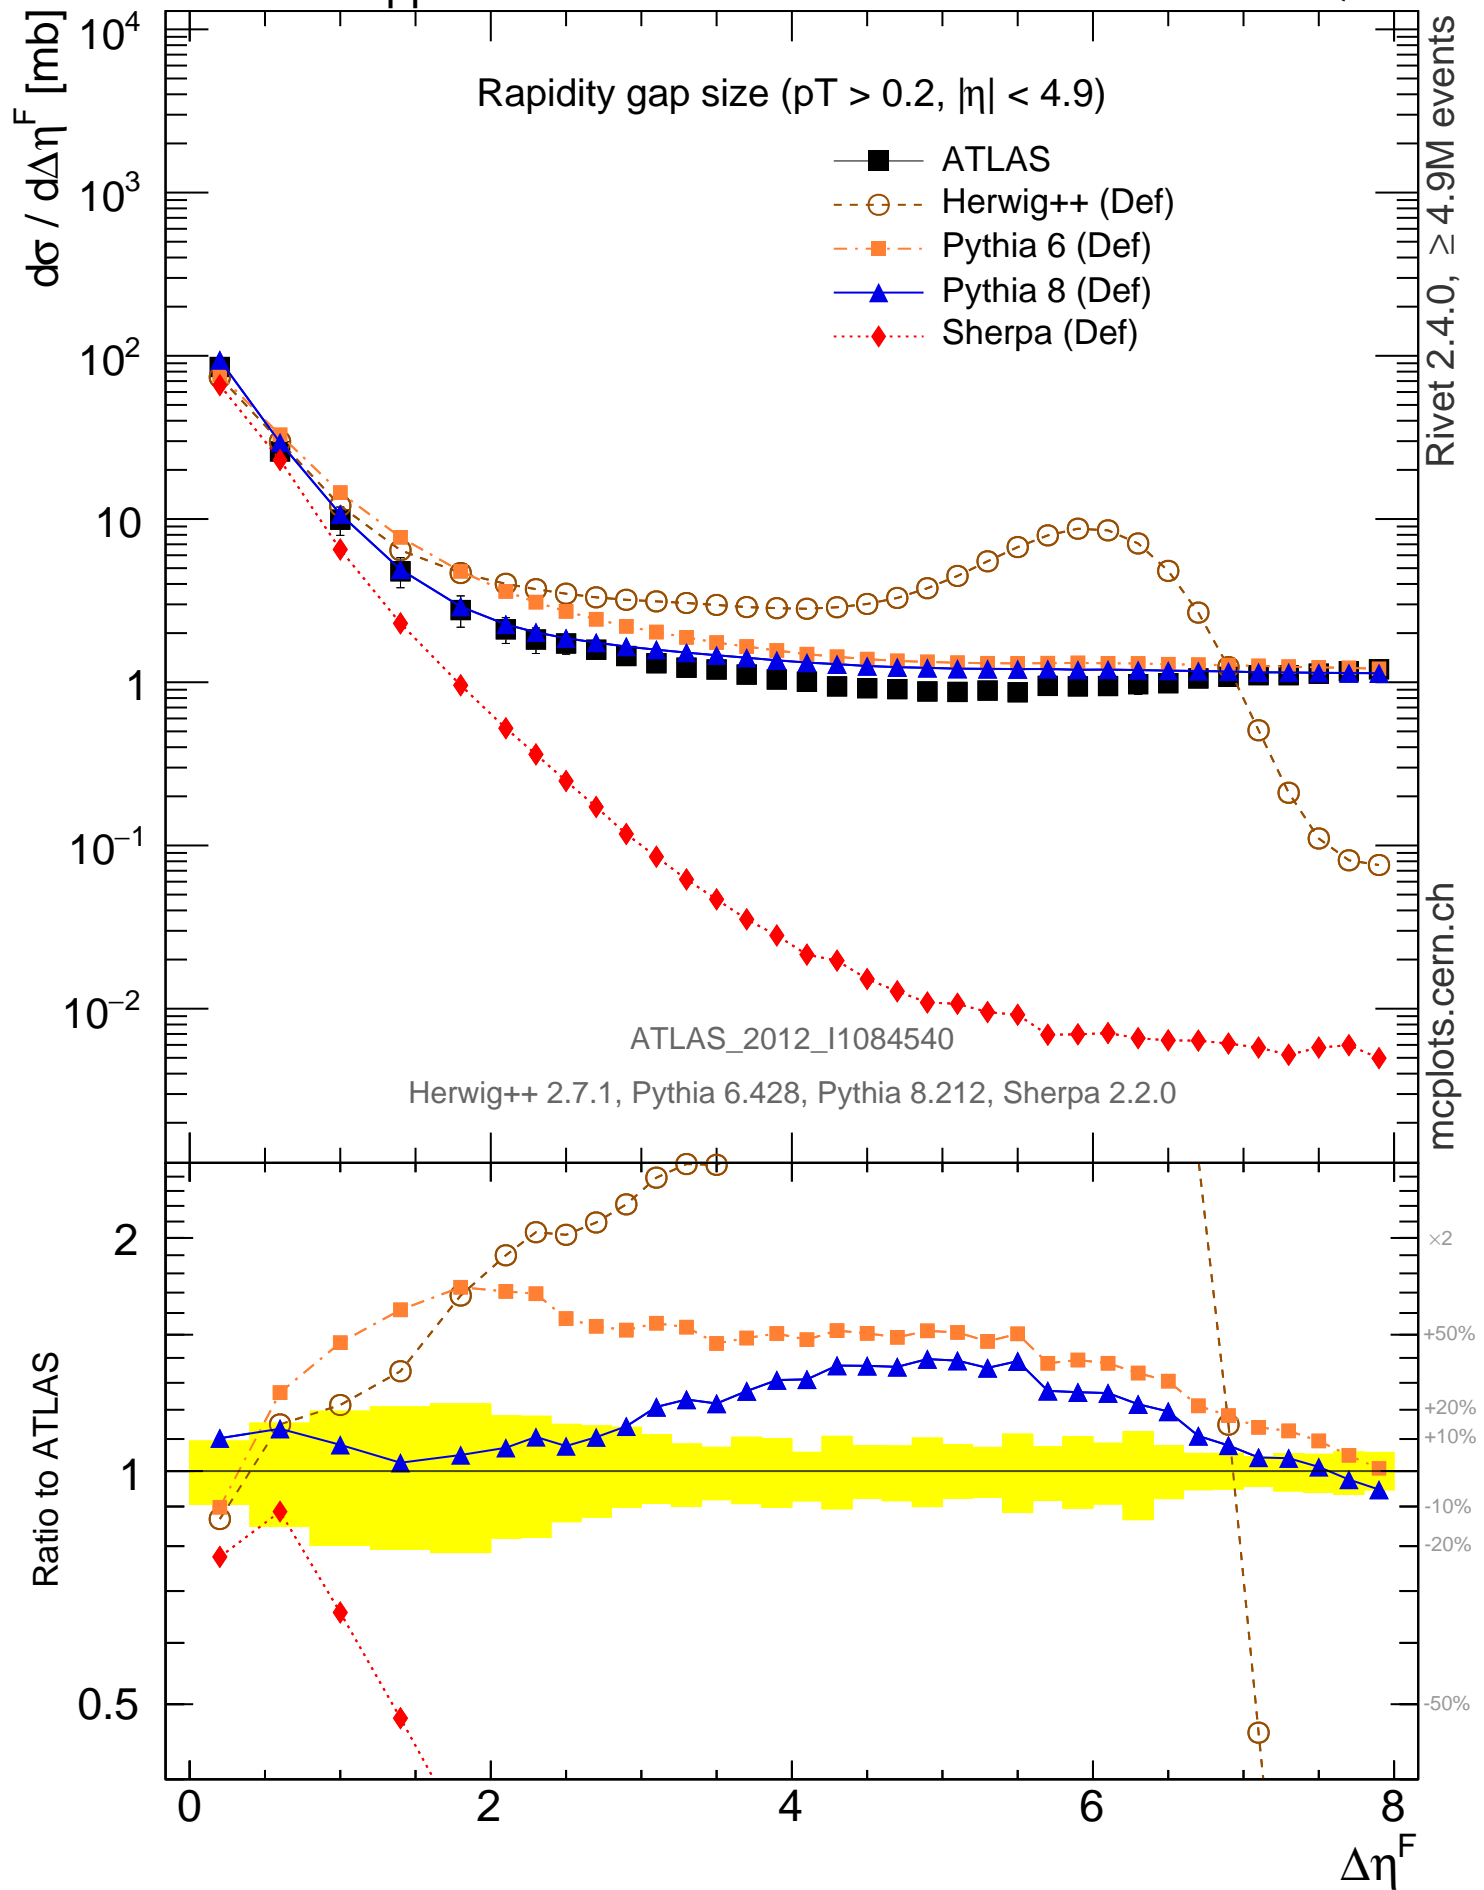 pp
dσ / dΔη^F [mb]
10^4
10^3
10^2
10
1
10^−1
10^−2
Rapidity gap size (pT > 0.2, |η| < 4.9)
ATLAS
Herwig++ (Def)
Pythia 6 (Def)
Pythia 8 (Def)
Sherpa (Def)
Rivet 2.4.0, ≥ 4.9M events
mcplots.cern.ch
ATLAS_2012_I1084540
Herwig++ 2.7.1, Pythia 6.428, Pythia 8.212, Sherpa 2.2.0
Ratio to ATLAS
2
1
0.5
×2
+50%
+20%
+10%
-10%
-20%
-50%
0 2 4 6 8
Δη^F